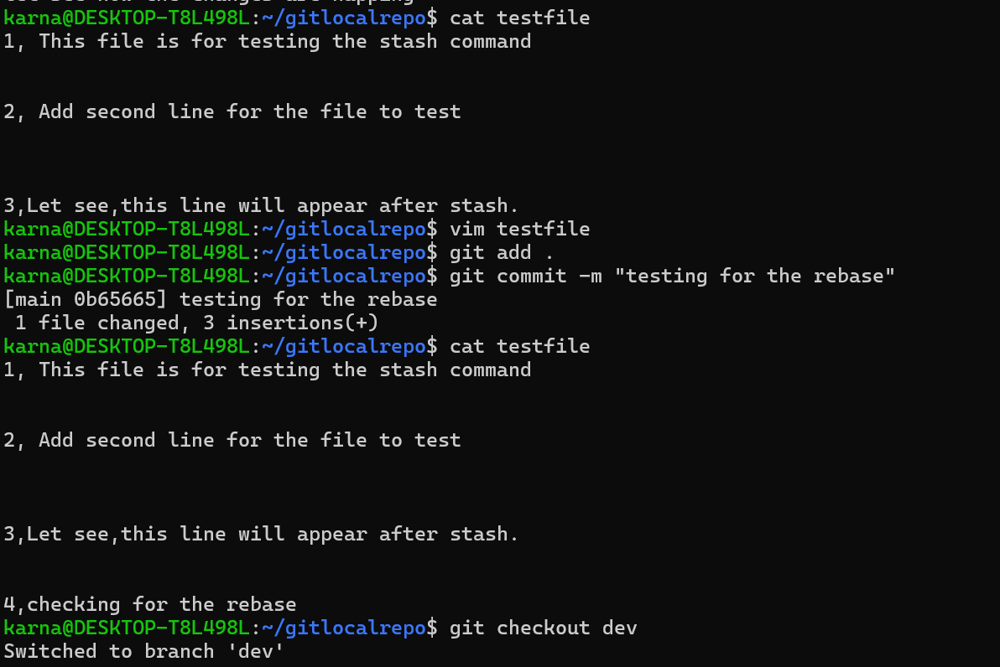 karna@DESKTOP-T8L498L:~/gitlocalrepo$ cat testfile
1, This file is for testing the stash command
2, Add second line for the file to test
3,Let see,this line will appear after stash.
karna@DESKTOP-T8L498L:~/gitlocalrepo$ vim testfile
karna@DESKTOP-T8L498L:~/gitlocalrepo$ git add .
karna@DESKTOP-T8L498L:~/gitlocalrepo$ git commit -m "testing for the rebase"
[main 0b65665] testing for the rebase
 1 file changed, 3 insertions(+)
karna@DESKTOP-T8L498L:~/gitlocalrepo$ cat testfile
1, This file is for testing the stash command
2, Add second line for the file to test
3,Let see,this line will appear after stash.
4,checking for the rebase
karna@DESKTOP-T8L498L:~/gitlocalrepo$ git checkout dev
Switched to branch 'dev'